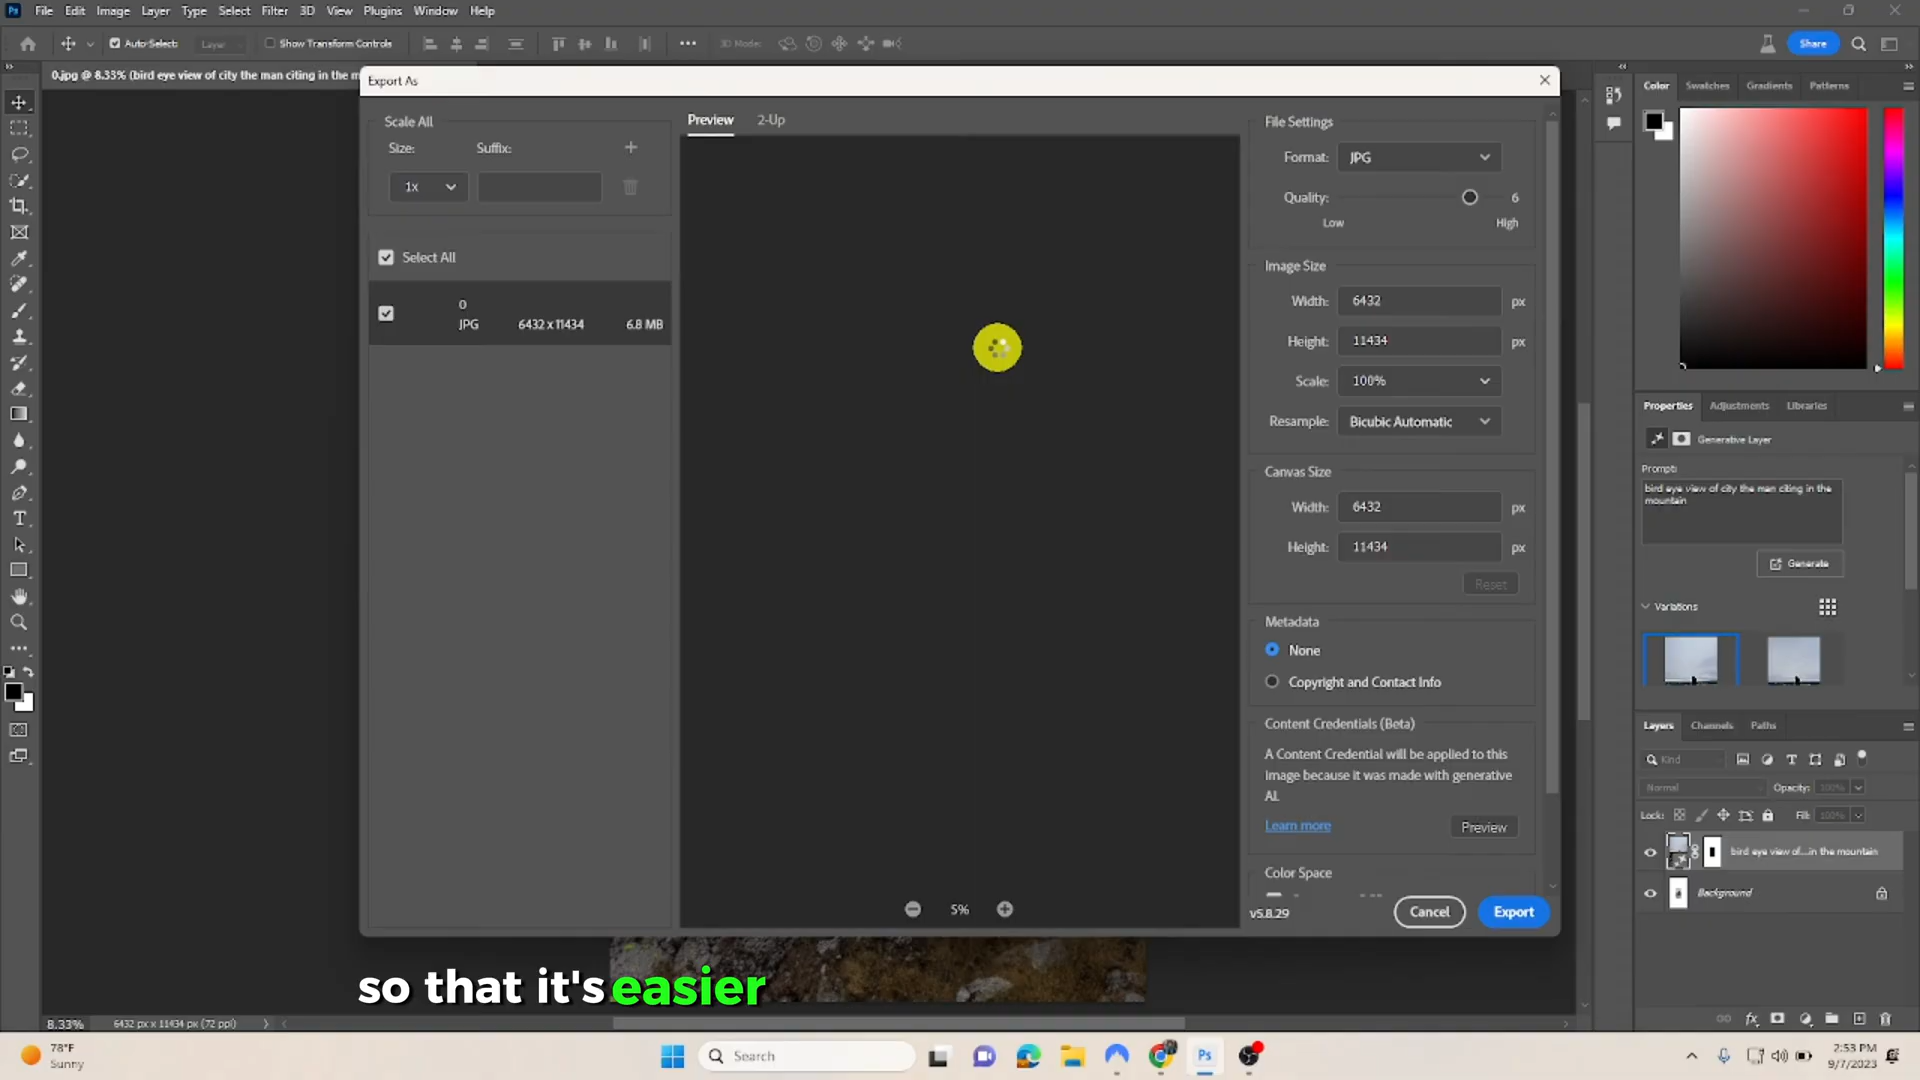 Ps File Edit Image Layer Type Select Filter 3D View Plugins Window Help
Auto-Select: Layer Show Transform Controls 3D Mode: Share
0.jpg @ 8.33% (bird eye view of city the man citing in the m
Export As
Scale All
Size: Suffix:
1x
Select All
0
JPG 6432 x 11434 6.8 MB
Preview 2-Up
5%
File Settings
Format: JPG
Quality: 6
Low High
Image Size
Width: 6432 px
Height: 11434 px
Scale: 100%
Resample: Bicubic Automatic
Canvas Size
Width: 6432 px
Height: 11434 px
Reset
Metadata
None
Copyright and Contact Info
Content Credentials (Beta)
A Content Credential will be applied to this
image because it was made with generative
AI.
Learn more Preview
Color Space
v5.8.29 Cancel Export
Color Swatches Gradients Patterns
Properties Adjustments Libraries
Generative Layer
Prompt:
bird eye view of city the man citing in the
mountain
Generate
Variations
Layers Channels Paths
Kind
Normal Opacity: 100%
Lock: Fill: 100%
bird eye view of...in the mountain
Background
so that it's easier
8.33% 6432 px x 11434 px (72 ppi)
78°F
Sunny
Search
Ps
2:53 PM
9/7/2023